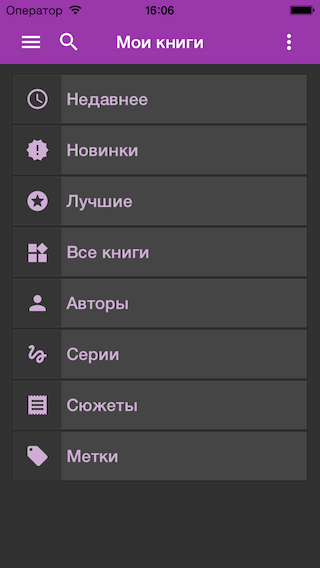 Оператор 16:06
Мои книги
Недавнее
Новинки
Лучшие
Все книги
Авторы
Серии
Сюжеты
Метки